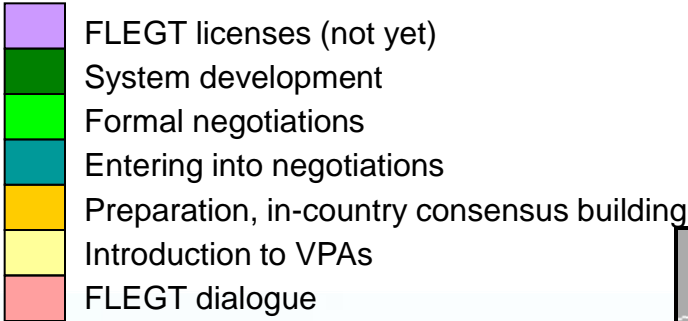 FLEGT licenses (not yet)
System development
Formal negotiations
Entering into negotiations
Preparation, in-country consensus building
Introduction to VPAs
FLEGT dialogue